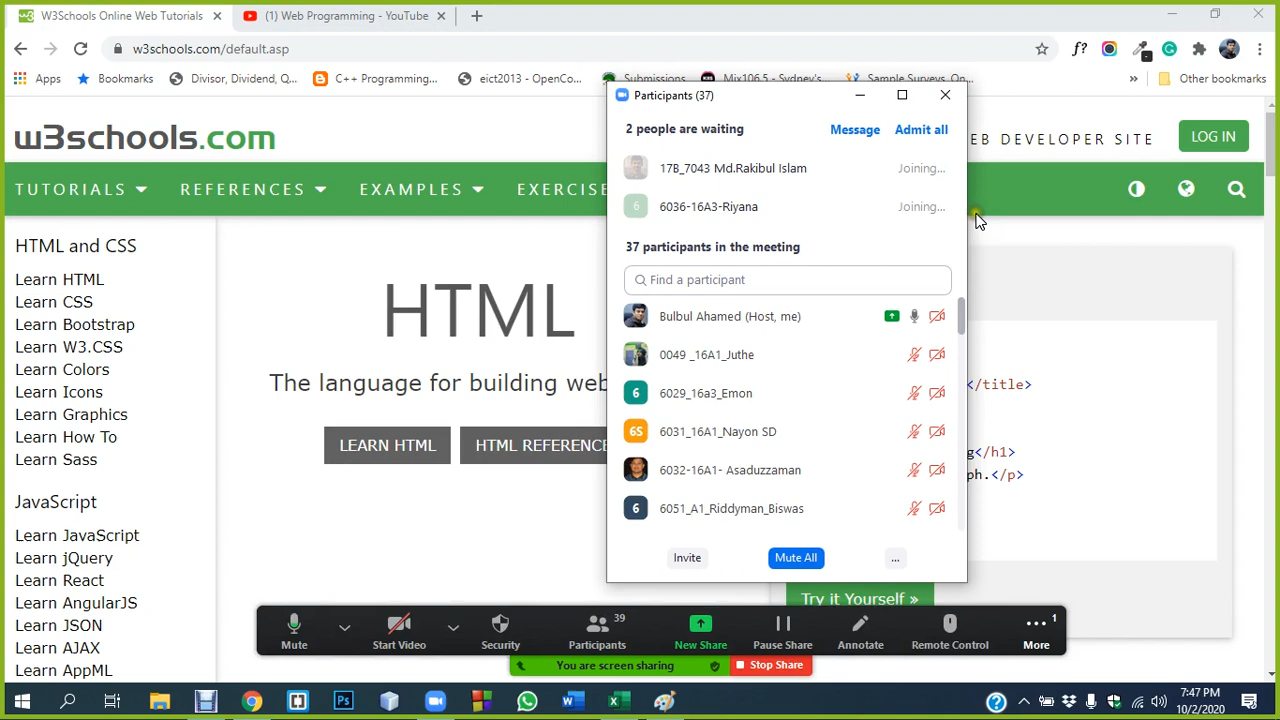 W3Schools Online Web Tutorials
(1) Web Programming - YouTube
w3schools.com/default.asp
f?
Apps
Bookmarks
Divisor, Dividend, Q...
C++ Programming...
eict2013 - OpenCo...
Submissions
Mix106.5 - Sydney's...
Sample Surveys, On...
»
Other bookmarks
w3schools.com
EB DEVELOPER SITE
LOG IN
TUTORIALS
REFERENCES
EXAMPLES
EXERCISE
HTML and CSS
Learn HTML
Learn CSS
Learn Bootstrap
Learn W3.CSS
Learn Colors
Learn Icons
Learn Graphics
Learn How To
Learn Sass
JavaScript
Learn JavaScript
Learn jQuery
Learn React
Learn AngularJS
Learn JSON
Learn AJAX
Learn AppML
HTML
The language for building web
LEARN HTML
HTML REFERENCE
</title>
g</h1>
ph.</p>
Try it Yourself »
Participants (37)
2 people are waiting
Message
Admit all
17B_7043 Md.Rakibul Islam
Joining...
6 6036-16A3-Riyana
Joining...
37 participants in the meeting
Find a participant
Bulbul Ahamed (Host, me)
0049 _16A1_Juthe
6 6029_16a3_Emon
6S 6031_16A1_Nayon SD
6032-16A1- Asaduzzaman
6 6051_A1_Riddyman_Biswas
Invite
Mute All
...
Mute
Start Video
Security
Participants 39
New Share
Pause Share
Annotate
Remote Control
More 1
You are screen sharing
Stop Share
7:47 PM
10/2/2020